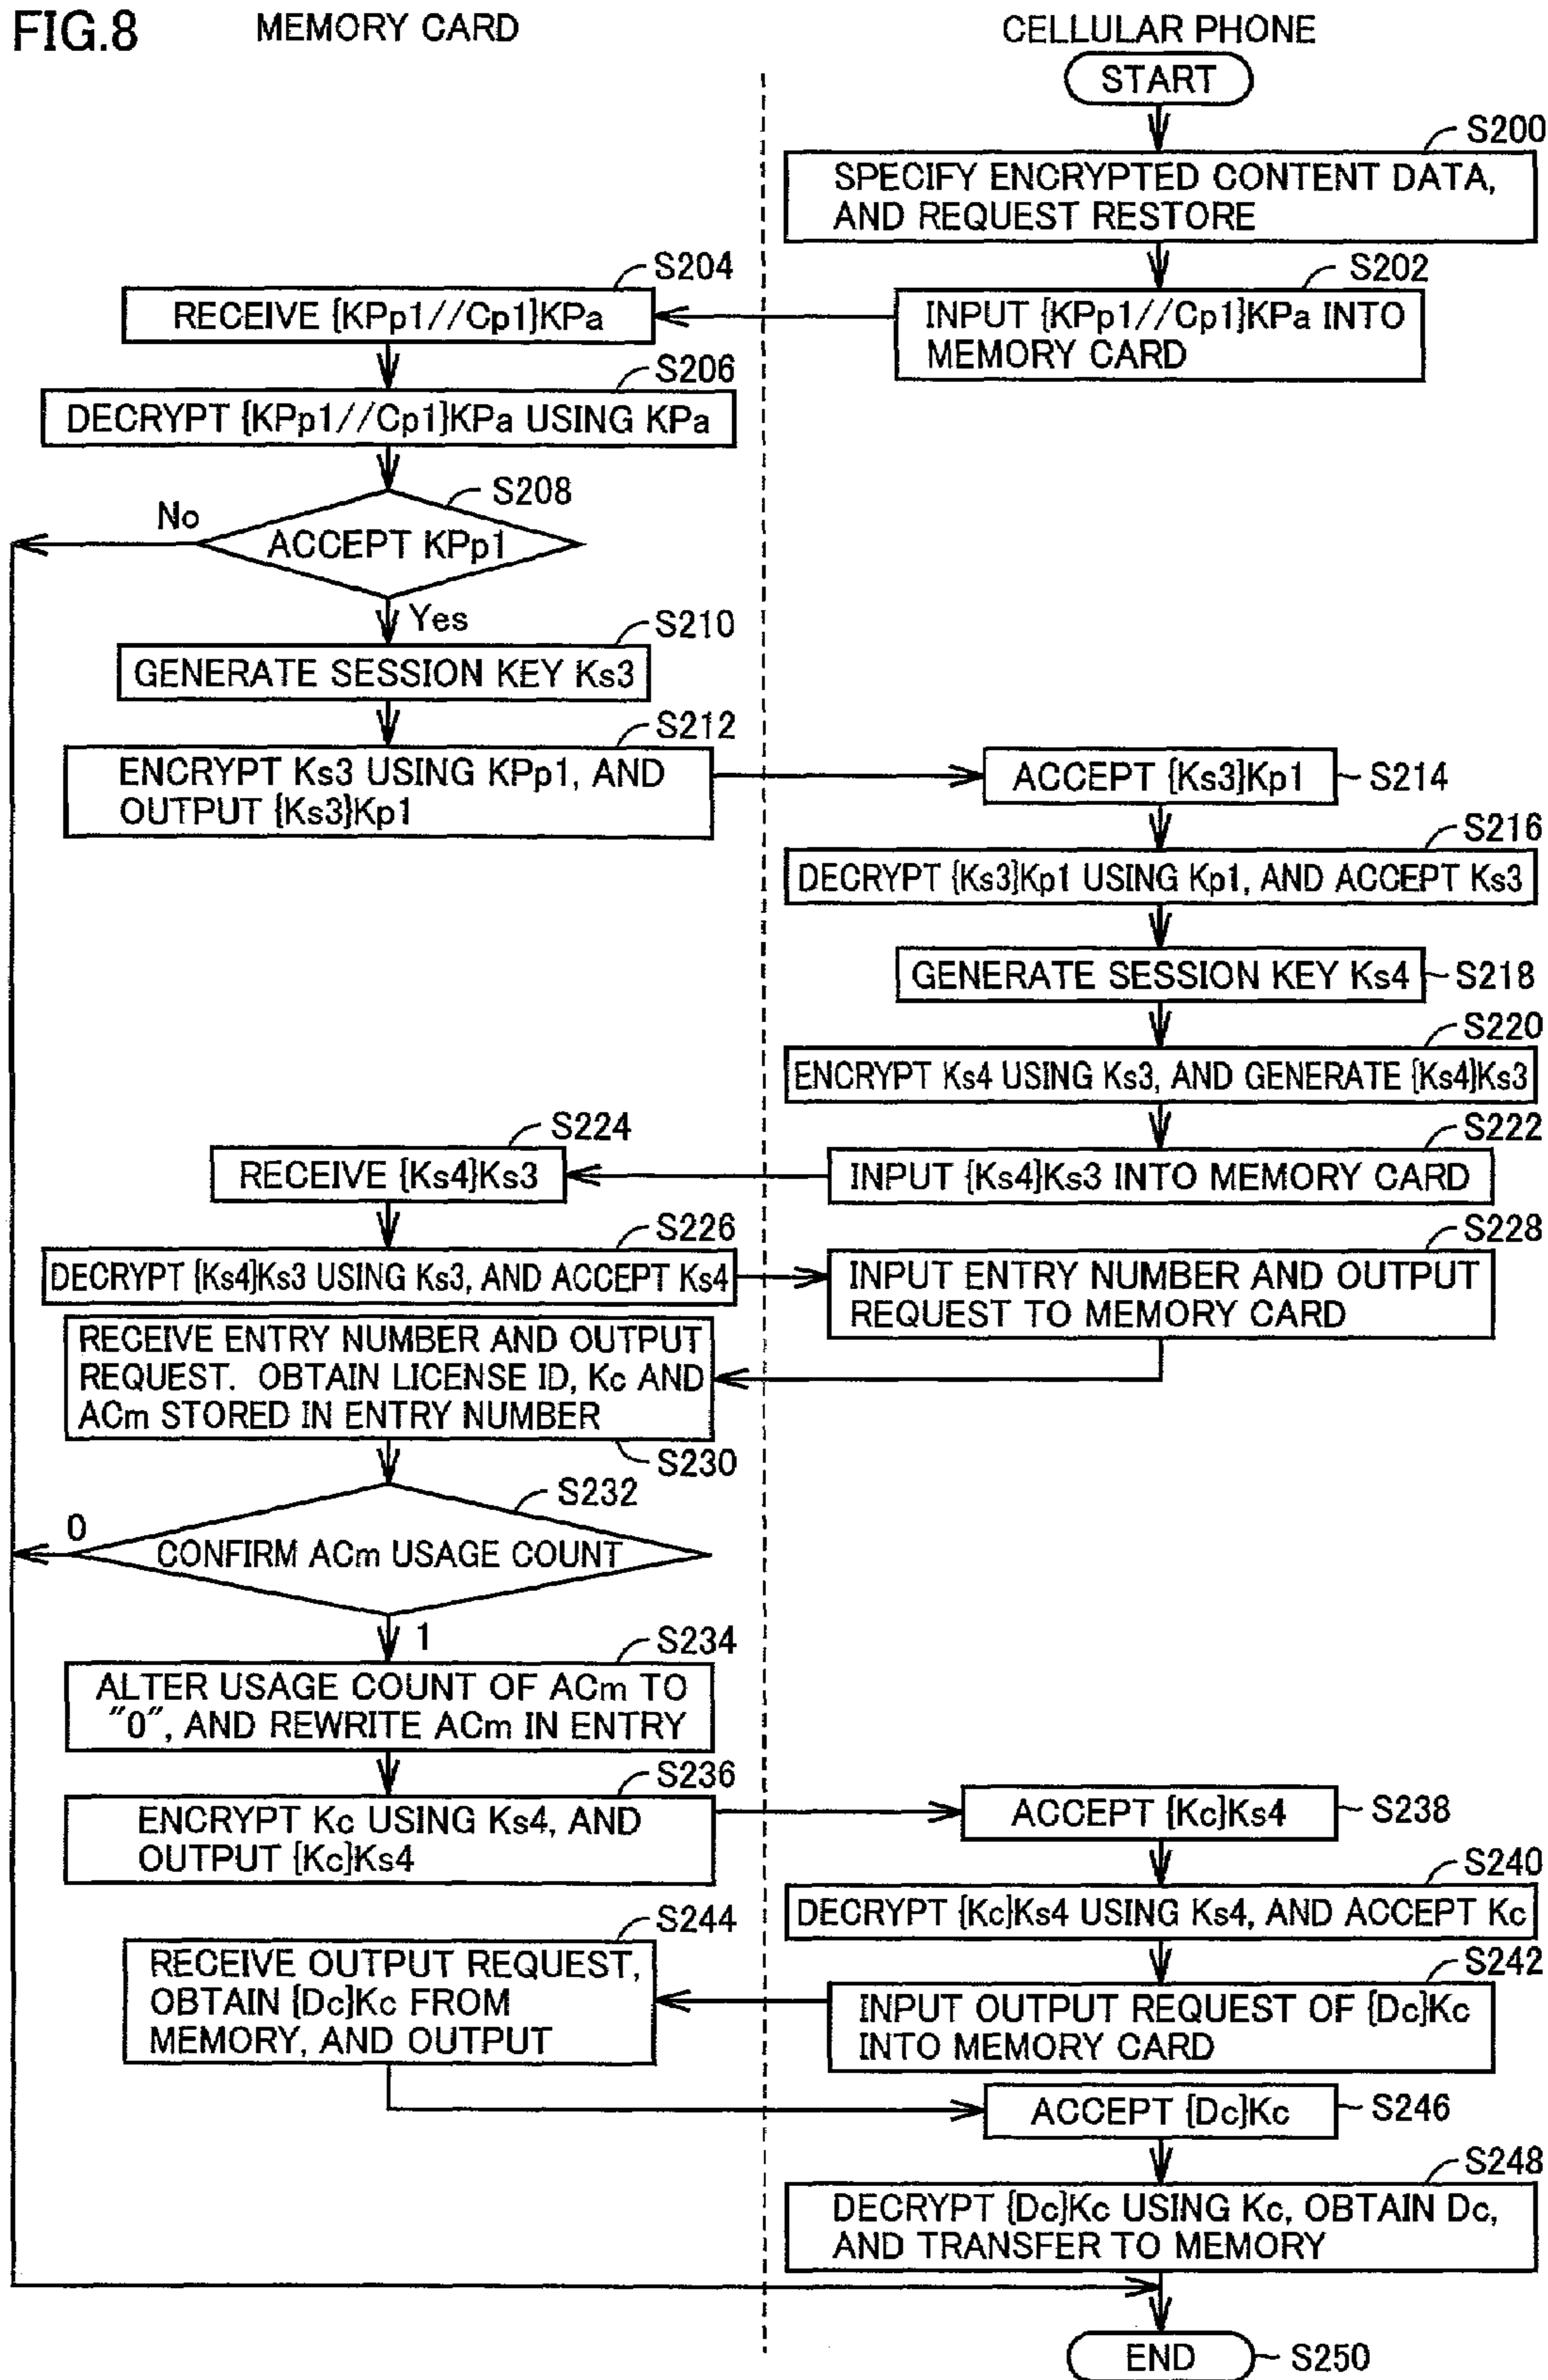 FIG.8
MEMORY CARD
CELLULAR PHONE
START
S200
SPECIFY ENCRYPTED CONTENT DATA,
AND REQUEST RESTORE
S202
INPUT {KPp1//Cp1}KPa INTO
MEMORY CARD
S204
RECEIVE {KPp1//Cp1}KPa
S206
DECRYPT {KPp1//Cp1}KPa USING KPa
S208
ACCEPT KPp1
No
Yes
S210
GENERATE SESSION KEY Ks3
S212
ENCRYPT Ks3 USING KPp1, AND
OUTPUT {Ks3}Kp1
ACCEPT {Ks3}Kp1
S214
S216
DECRYPT {Ks3}Kp1 USING Kp1, AND ACCEPT Ks3
GENERATE SESSION KEY Ks4
S218
S220
ENCRYPT Ks4 USING Ks3, AND GENERATE {Ks4}Ks3
S222
INPUT {Ks4}Ks3 INTO MEMORY CARD
S224
RECEIVE {Ks4}Ks3
S226
DECRYPT {Ks4}Ks3 USING Ks3, AND ACCEPT Ks4
S228
INPUT ENTRY NUMBER AND OUTPUT
REQUEST TO MEMORY CARD
RECEIVE ENTRY NUMBER AND OUTPUT
REQUEST. OBTAIN LICENSE ID, Kc AND
ACm STORED IN ENTRY NUMBER
S230
S232
0
CONFIRM ACm USAGE COUNT
1
S234
ALTER USAGE COUNT OF ACm TO
"0", AND REWRITE ACm IN ENTRY
S236
ENCRYPT Kc USING Ks4, AND
OUTPUT {Kc}Ks4
ACCEPT {Kc}Ks4
S238
S240
DECRYPT {Kc}Ks4 USING Ks4, AND ACCEPT Kc
S242
INPUT OUTPUT REQUEST OF {Dc}Kc
INTO MEMORY CARD
S244
RECEIVE OUTPUT REQUEST,
OBTAIN {Dc}Kc FROM
MEMORY, AND OUTPUT
ACCEPT {Dc}Kc
S246
S248
DECRYPT {Dc}Kc USING Kc, OBTAIN Dc,
AND TRANSFER TO MEMORY
END
S250